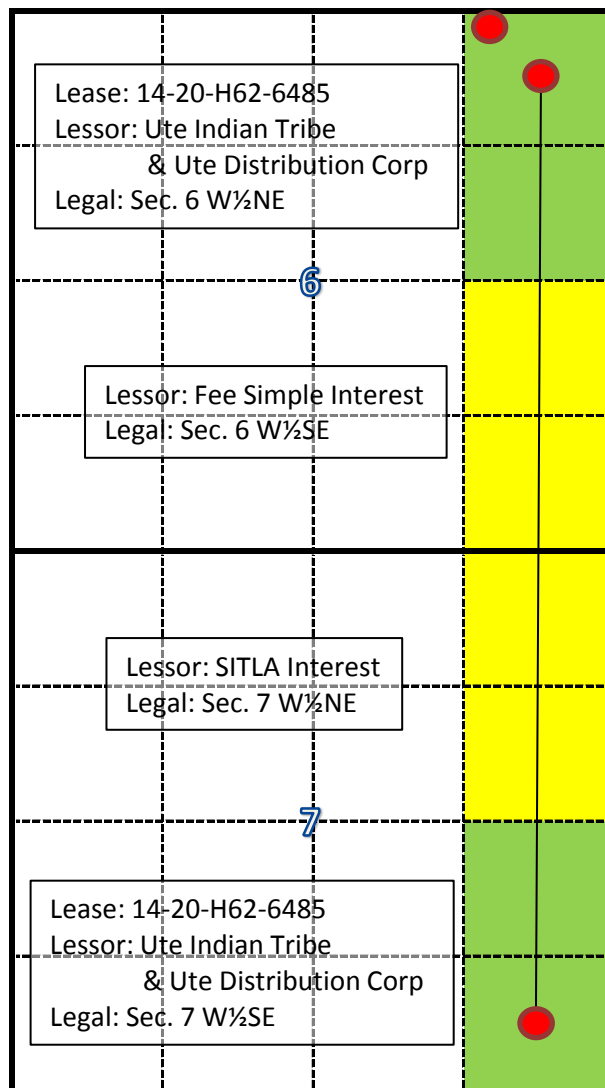 Lease: 14-20-H62-6485
Lessor: Ute Indian Tribe
& Ute Distribution Corp
Legal: Sec. 6 W½NE
6
Lessor: Fee Simple Interest
Legal: Sec. 6 W½SE
Lessor: SITLA Interest
Legal: Sec. 7 W½NE
7
Lease: 14-20-H62-6485
Lessor: Ute Indian Tribe
& Ute Distribution Corp
Legal: Sec. 7 W½SE